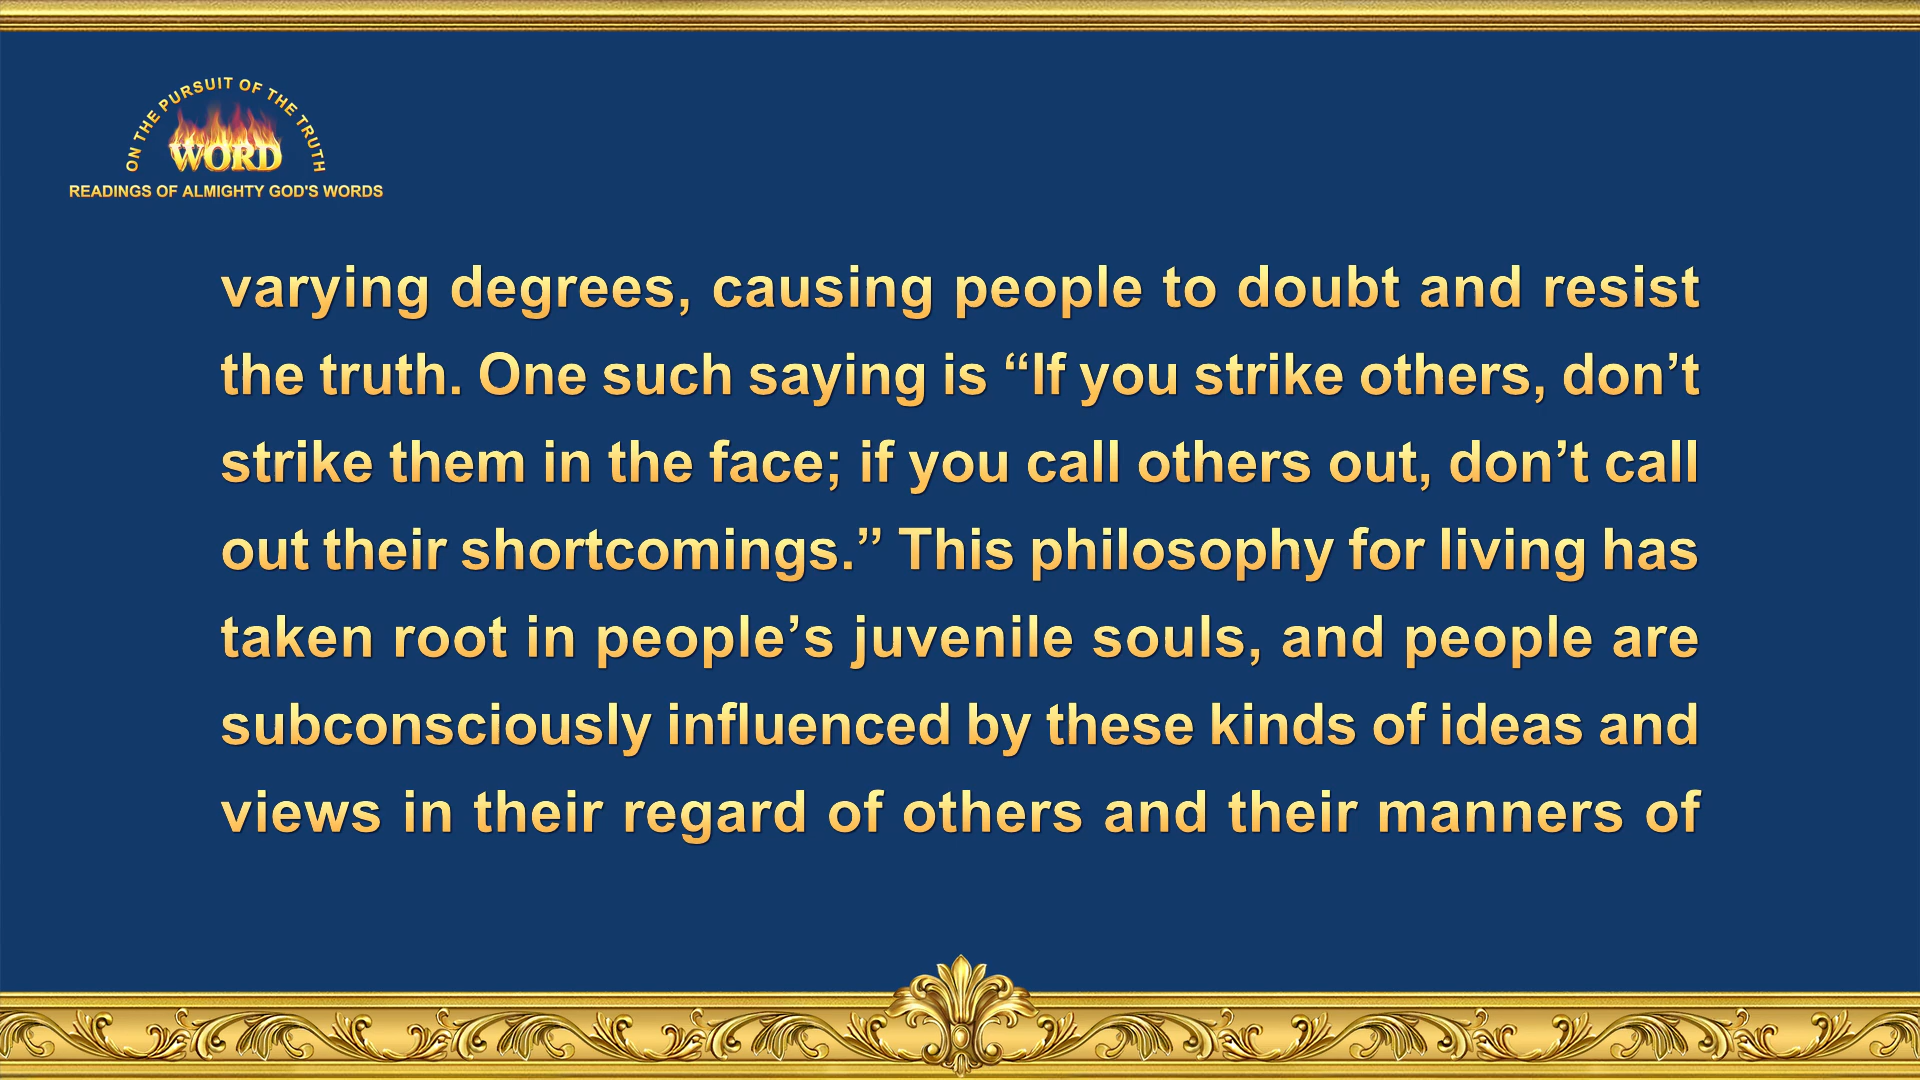 ON THE PURSUIT OF THE TRUTH
WORD
READINGS OF ALMIGHTY GOD'S WORDS
varying degrees, causing people to doubt and resist
the truth. One such saying is “If you strike others, don’t
strike them in the face; if you call others out, don’t call
out their shortcomings.” This philosophy for living has
taken root in people’s juvenile souls, and people are
subconsciously influenced by these kinds of ideas and
views in their regard of others and their manners of